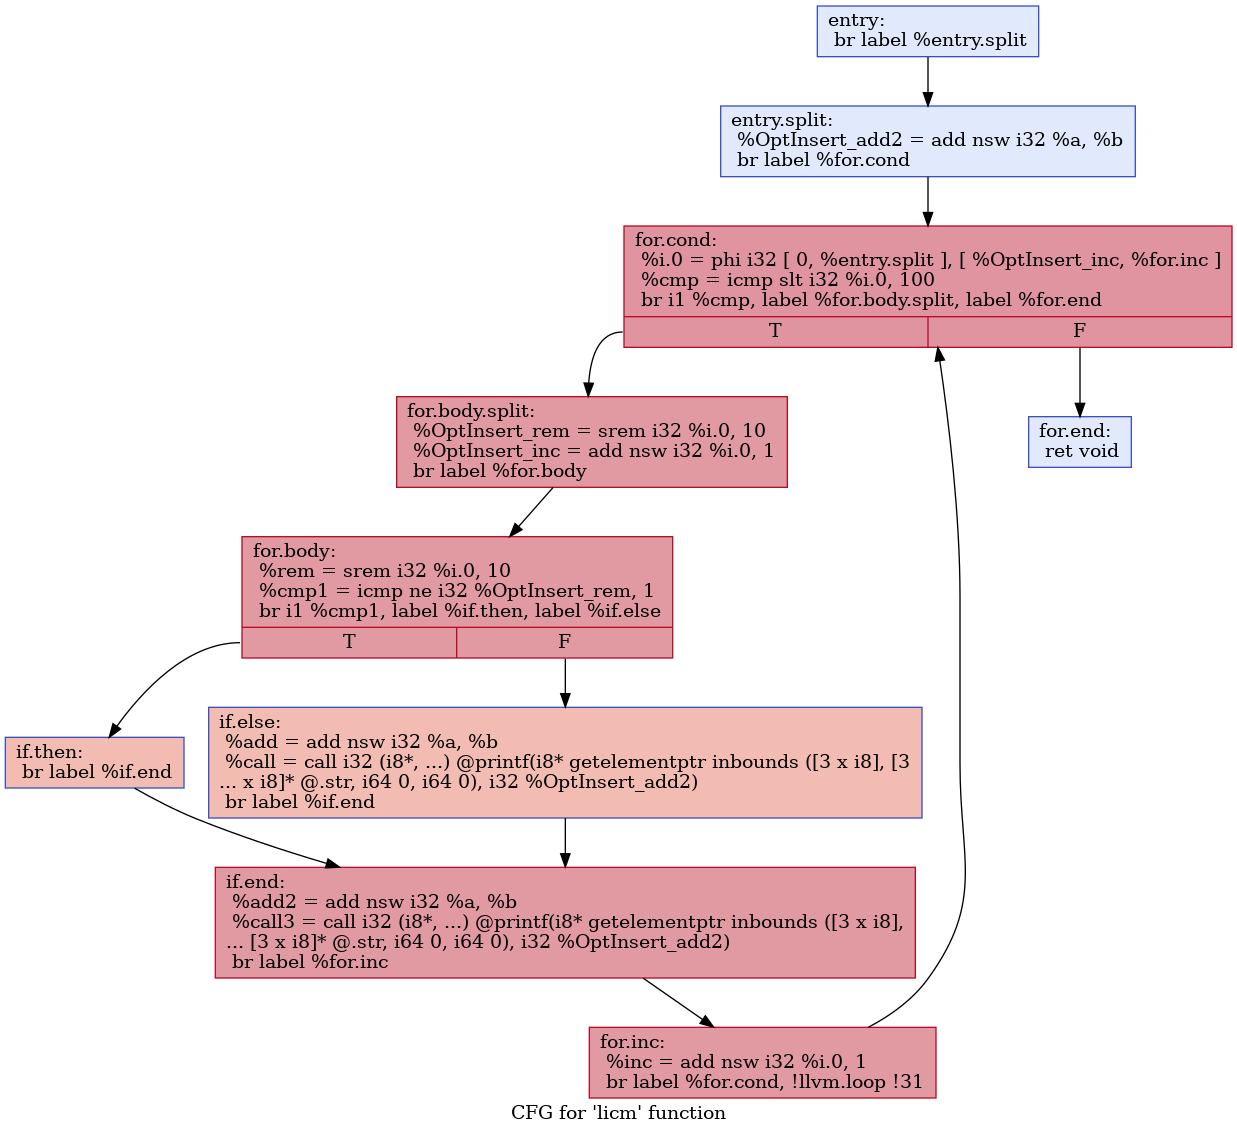 entry:
br label %entry.split
entry.split:
%OptInsert_add2 = add nsw i32 %a, %b
br label %for.cond
for.cond:
%i.0 = phi i32 [ 0, %entry.split ], [ %OptInsert_inc, %for.inc ]
%cmp = icmp slt i32 %i.0, 100
br i1 %cmp, label %for.body.split, label %for.end
T F
for.body.split:
%OptInsert_rem = srem i32 %i.0, 10
%OptInsert_inc = add nsw i32 %i.0, 1
br label %for.body
for.end:
ret void
for.body:
%rem = srem i32 %i.0, 10
%cmp1 = icmp ne i32 %OptInsert_rem, 1
br i1 %cmp1, label %if.then, label %if.else
T F
if.then:
br label %if.end
if.else:
%add = add nsw i32 %a, %b
%call = call i32 (i8*, ...) @printf(i8* getelementptr inbounds ([3 x i8], [3
... x i8]* @.str, i64 0, i64 0), i32 %OptInsert_add2)
br label %if.end
if.end:
%add2 = add nsw i32 %a, %b
%call3 = call i32 (i8*, ...) @printf(i8* getelementptr inbounds ([3 x i8],
... [3 x i8]* @.str, i64 0, i64 0), i32 %OptInsert_add2)
br label %for.inc
for.inc:
%inc = add nsw i32 %i.0, 1
br label %for.cond, !llvm.loop !31
CFG for 'licm' function